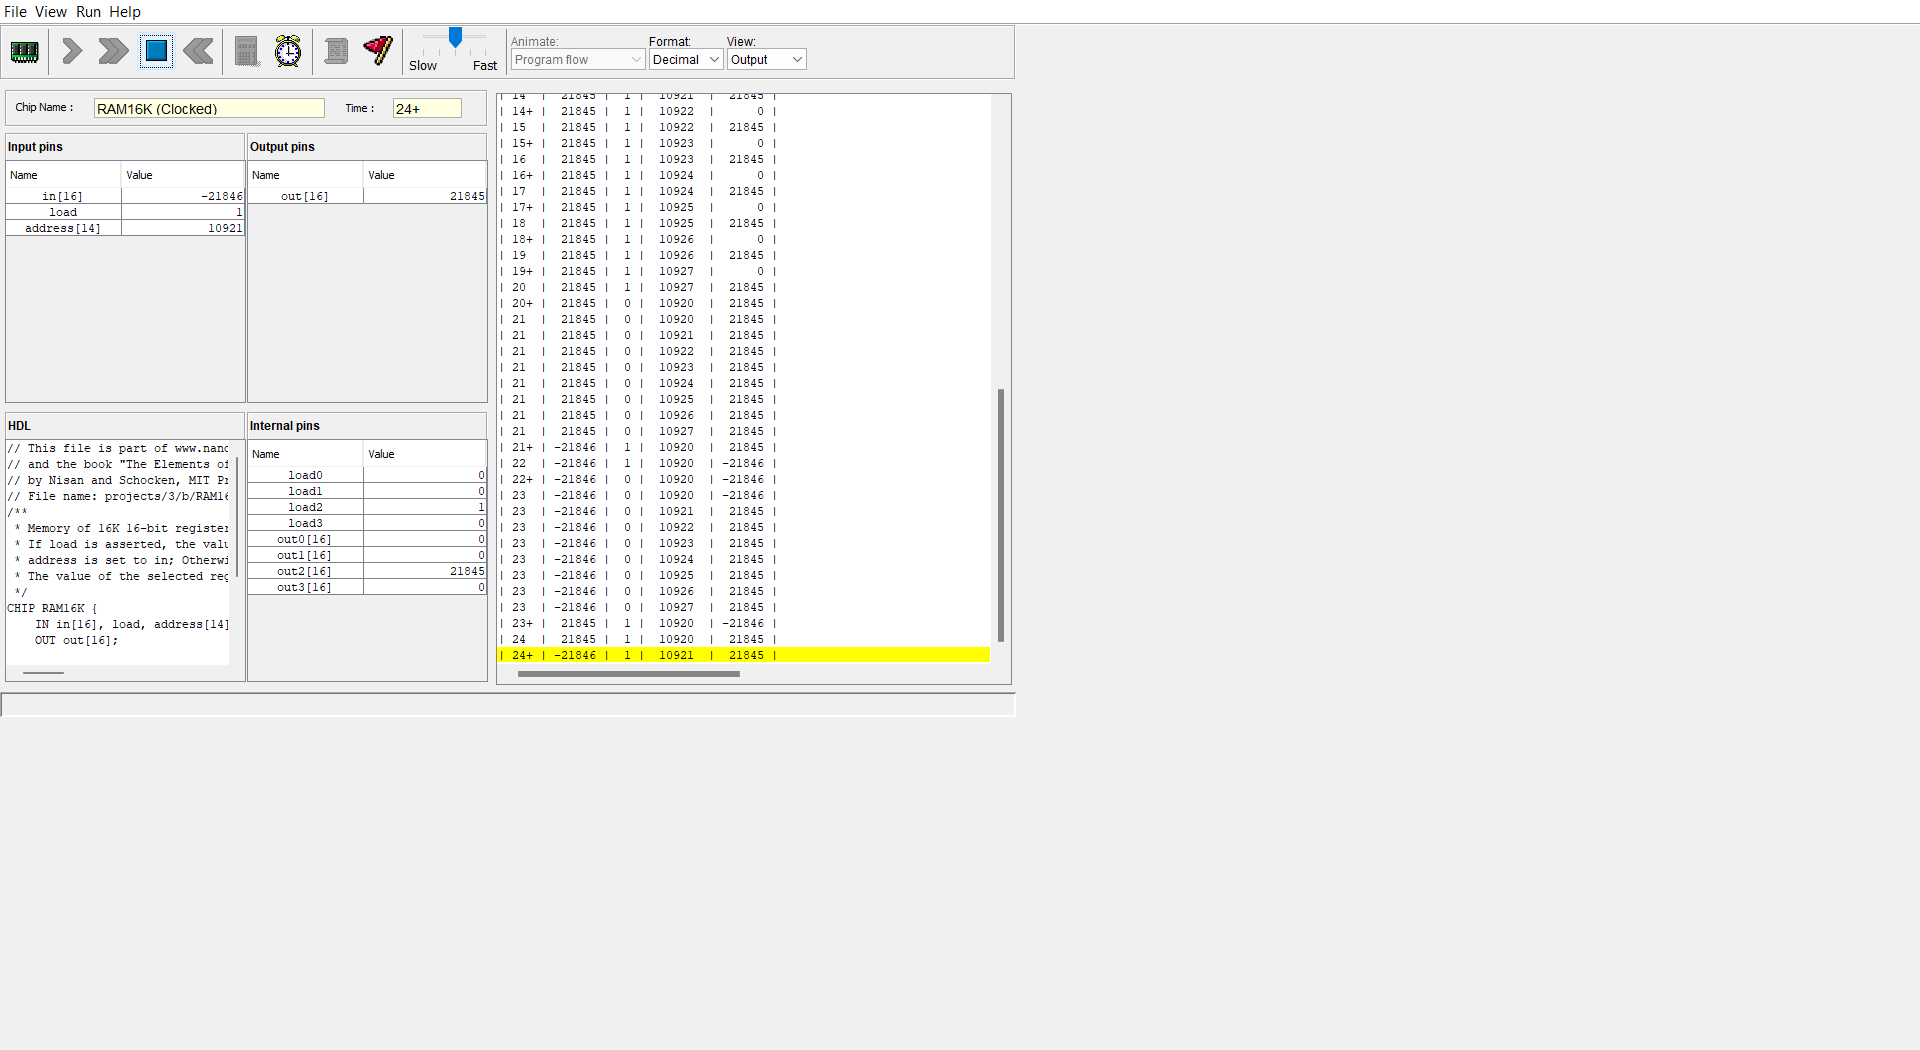 File View Run Help
Slow Fast
Animate: Format: View:
Program flow Decimal Output
Chip Name : RAM16K (Clocked) Time : 24+
Input pins
Name Value
in[16] -21846
load 1
address[14] 10921
Output pins
Name Value
out[16] 21845
HDL
// This file is part of www.nand
// and the book "The Elements of
// by Nisan and Schocken, MIT Pr
// File name: projects/3/b/RAM16
/**
* Memory of 16K 16-bit register
* If load is asserted, the valu
* address is set to in; Otherwi
* The value of the selected reg
*/
CHIP RAM16K {
IN in[16], load, address[14]
OUT out[16];
Internal pins
Name Value
load0 0
load1 0
load2 1
load3 0
out0[16] 0
out1[16] 0
out2[16] 21845
out3[16] 0
| 14 | 21845 | 1 | 10921 | 21845 |
| 14+ | 21845 | 1 | 10922 | 0 |
| 15 | 21845 | 1 | 10922 | 21845 |
| 15+ | 21845 | 1 | 10923 | 0 |
| 16 | 21845 | 1 | 10923 | 21845 |
| 16+ | 21845 | 1 | 10924 | 0 |
| 17 | 21845 | 1 | 10924 | 21845 |
| 17+ | 21845 | 1 | 10925 | 0 |
| 18 | 21845 | 1 | 10925 | 21845 |
| 18+ | 21845 | 1 | 10926 | 0 |
| 19 | 21845 | 1 | 10926 | 21845 |
| 19+ | 21845 | 1 | 10927 | 0 |
| 20 | 21845 | 1 | 10927 | 21845 |
| 20+ | 21845 | 0 | 10920 | 21845 |
| 21 | 21845 | 0 | 10920 | 21845 |
| 21 | 21845 | 0 | 10921 | 21845 |
| 21 | 21845 | 0 | 10922 | 21845 |
| 21 | 21845 | 0 | 10923 | 21845 |
| 21 | 21845 | 0 | 10924 | 21845 |
| 21 | 21845 | 0 | 10925 | 21845 |
| 21 | 21845 | 0 | 10926 | 21845 |
| 21 | 21845 | 0 | 10927 | 21845 |
| 21+ | -21846 | 1 | 10920 | 21845 |
| 22 | -21846 | 1 | 10920 | -21846 |
| 22+ | -21846 | 0 | 10920 | -21846 |
| 23 | -21846 | 0 | 10920 | -21846 |
| 23 | -21846 | 0 | 10921 | 21845 |
| 23 | -21846 | 0 | 10922 | 21845 |
| 23 | -21846 | 0 | 10923 | 21845 |
| 23 | -21846 | 0 | 10924 | 21845 |
| 23 | -21846 | 0 | 10925 | 21845 |
| 23 | -21846 | 0 | 10926 | 21845 |
| 23 | -21846 | 0 | 10927 | 21845 |
| 23+ | 21845 | 1 | 10920 | -21846 |
| 24 | 21845 | 1 | 10920 | 21845 |
| 24+ | -21846 | 1 | 10921 | 21845 |